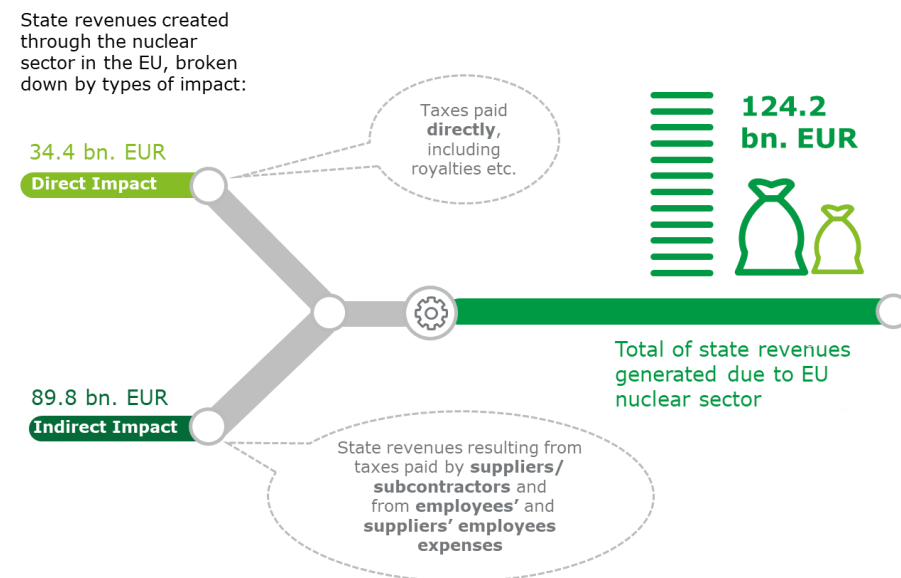 State revenues created
through the nuclear
sector in the EU, broken
down by types of impact:
34.4 bn. EUR
Direct Impact
Taxes paid
directly,
including
royalties etc.
124.2
bn. EUR
Total of state revenues
generated due to EU
nuclear sector
89.8 bn. EUR
Indirect Impact
State revenues resulting from
taxes paid by suppliers/
subcontractors and
from employees’ and
suppliers’ employees
expenses